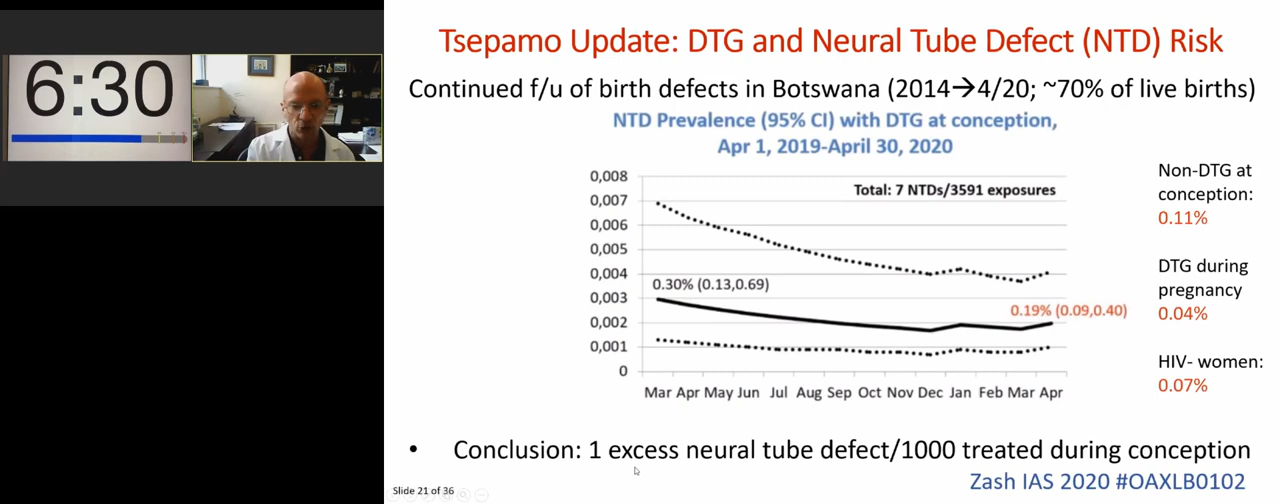 6:30
Tsepamo Update: DTG and Neural Tube Defect (NTD) Risk
Continued f/u of birth defects in Botswana (2014→4/20; ~70% of live births)
NTD Prevalence (95% CI) with DTG at conception,
Apr 1, 2019-April 30, 2020
0,008
0,007
0,006
0,005
0,004
0,003
0,002
0,001
0
Total: 7 NTDs/3591 exposures
0.30% (0.13,0.69)
0.19% (0.09,0.40)
Mar Apr May Jun Jul Aug Sep Oct Nov Dec Jan Feb Mar Apr
Non-DTG at
conception:
0.11%
DTG during
pregnancy
0.04%
HIV- women:
0.07%
• Conclusion: 1 excess neural tube defect/1000 treated during conception
Zash IAS 2020 #OAXLB0102
Slide 21 of 36